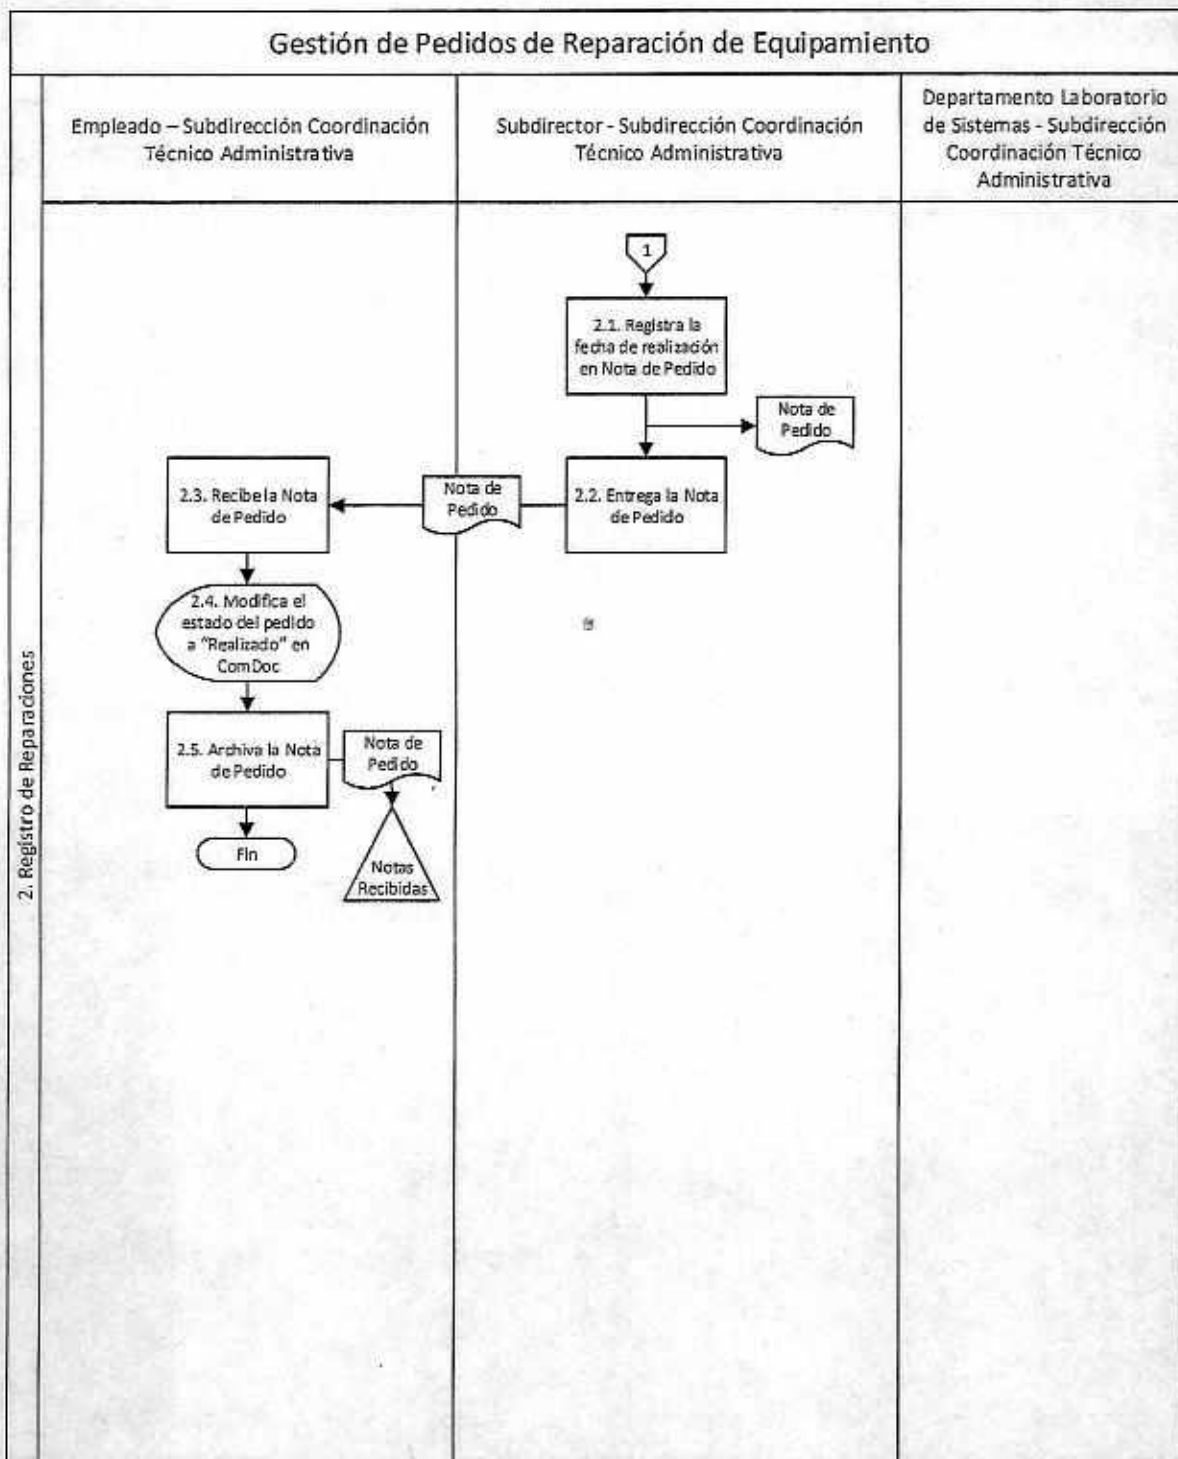 Gestión de Pedidos de Reparación de Equipamiento
Empleado – Subdirección Coordinación
Técnico Administrativa
Subdirector - Subdirección Coordinación
Técnico Administrativa
Departamento Laboratorio
de Sistemas - Subdirección
Coordinación Técnico
Administrativa
2. Registro de Reparaciones
1
2.1. Registra la
fecha de realización
en Nota de Pedido
Nota de
Pedido
2.2. Entrega la Nota
de Pedido
Nota de
Pedido
2.3. Recibe la Nota
de Pedido
2.4. Modifica el
estado del pedido
a "Realizado" en
ComDoc
2.5. Archiva la Nota
de Pedido
Nota de
Pedido
Notas
Recibidas
Fin